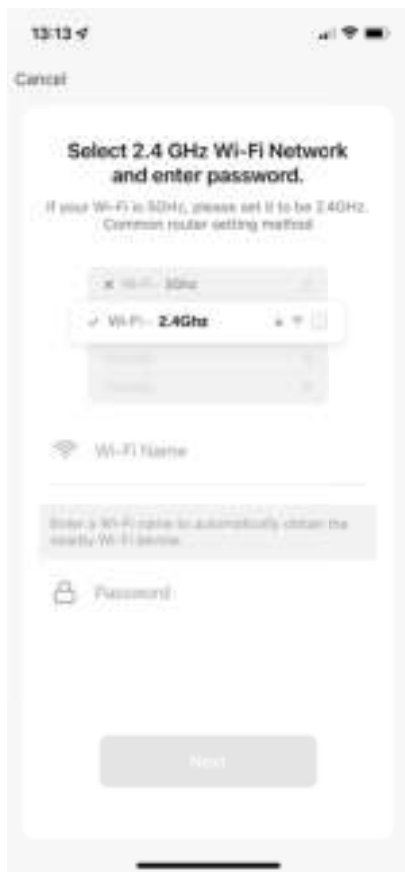 13:13
Cancel
Select 2.4 GHz Wi-Fi Network
and enter password.
If your Wi-Fi is 5GHz, please set it to be 2.4GHz.
Common router setting method
Wi-Fi - 5Ghz
Wi-Fi - 2.4Ghz
Wi-Fi Name
Enter a Wi-Fi name to automatically obtain the
nearby Wi-Fi device.
Password
Next